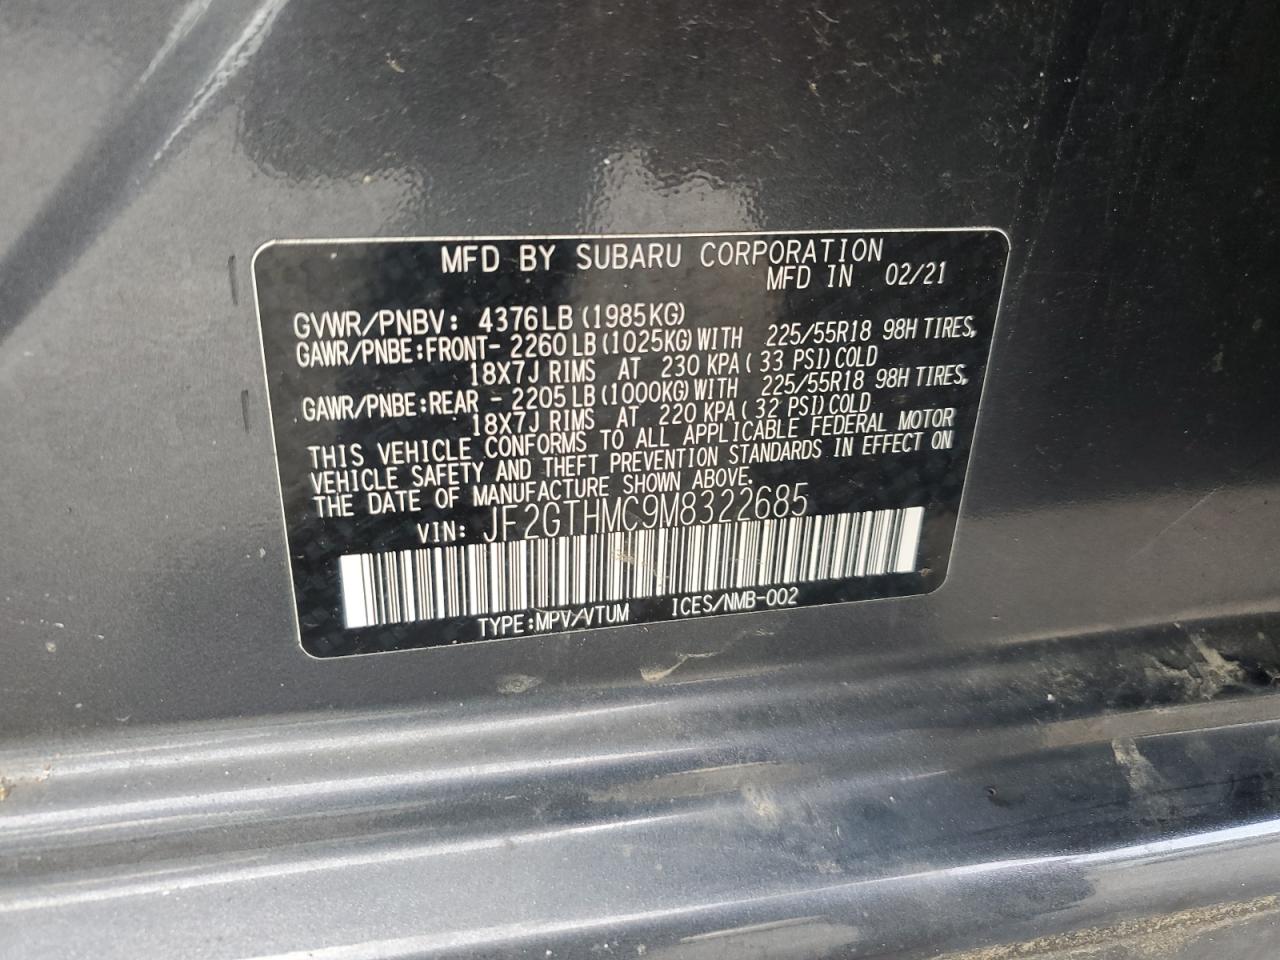 MFD BY SUBARU CORPORATION
MFD IN 02/21
GVWR/PNBV: 4376LB (1985KG)
GAWR/PNBE:FRONT- 2260 LB (1025KG) WITH 225/55R18 98H TIRES,
18X7J RIMS AT 230 KPA ( 33 PSI) COLD
GAWR/PNBE:REAR - 2205 LB (1000KG) WITH 225/55R18 98H TIRES,
18X7J RIMS AT 220 KPA ( 32 PSI) COLD
THIS VEHICLE CONFORMS TO ALL APPLICABLE FEDERAL MOTOR
VEHICLE SAFETY AND THEFT PREVENTION STANDARDS IN EFFECT ON
THE DATE OF MANUFACTURE SHOWN ABOVE.
VIN: JF2GTHMC9M8322685
TYPE:MPV/VTUM ICES/NMB-002